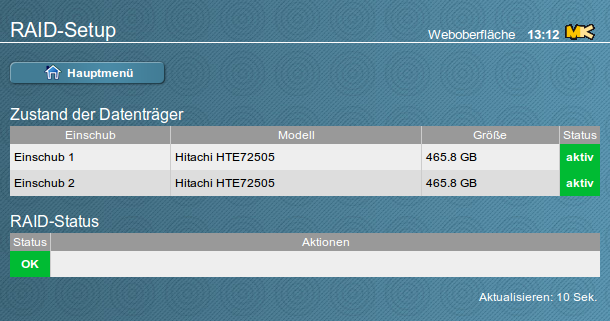 RAID-Setup
Weboberfläche 13:12 MK
Hauptmenü
Zustand der Datenträger
Einschub Modell Größe Status
Einschub 1 Hitachi HTE72505 465.8 GB aktiv
Einschub 2 Hitachi HTE72505 465.8 GB aktiv
RAID-Status
Status Aktionen
OK
Aktualisieren: 10 Sek.